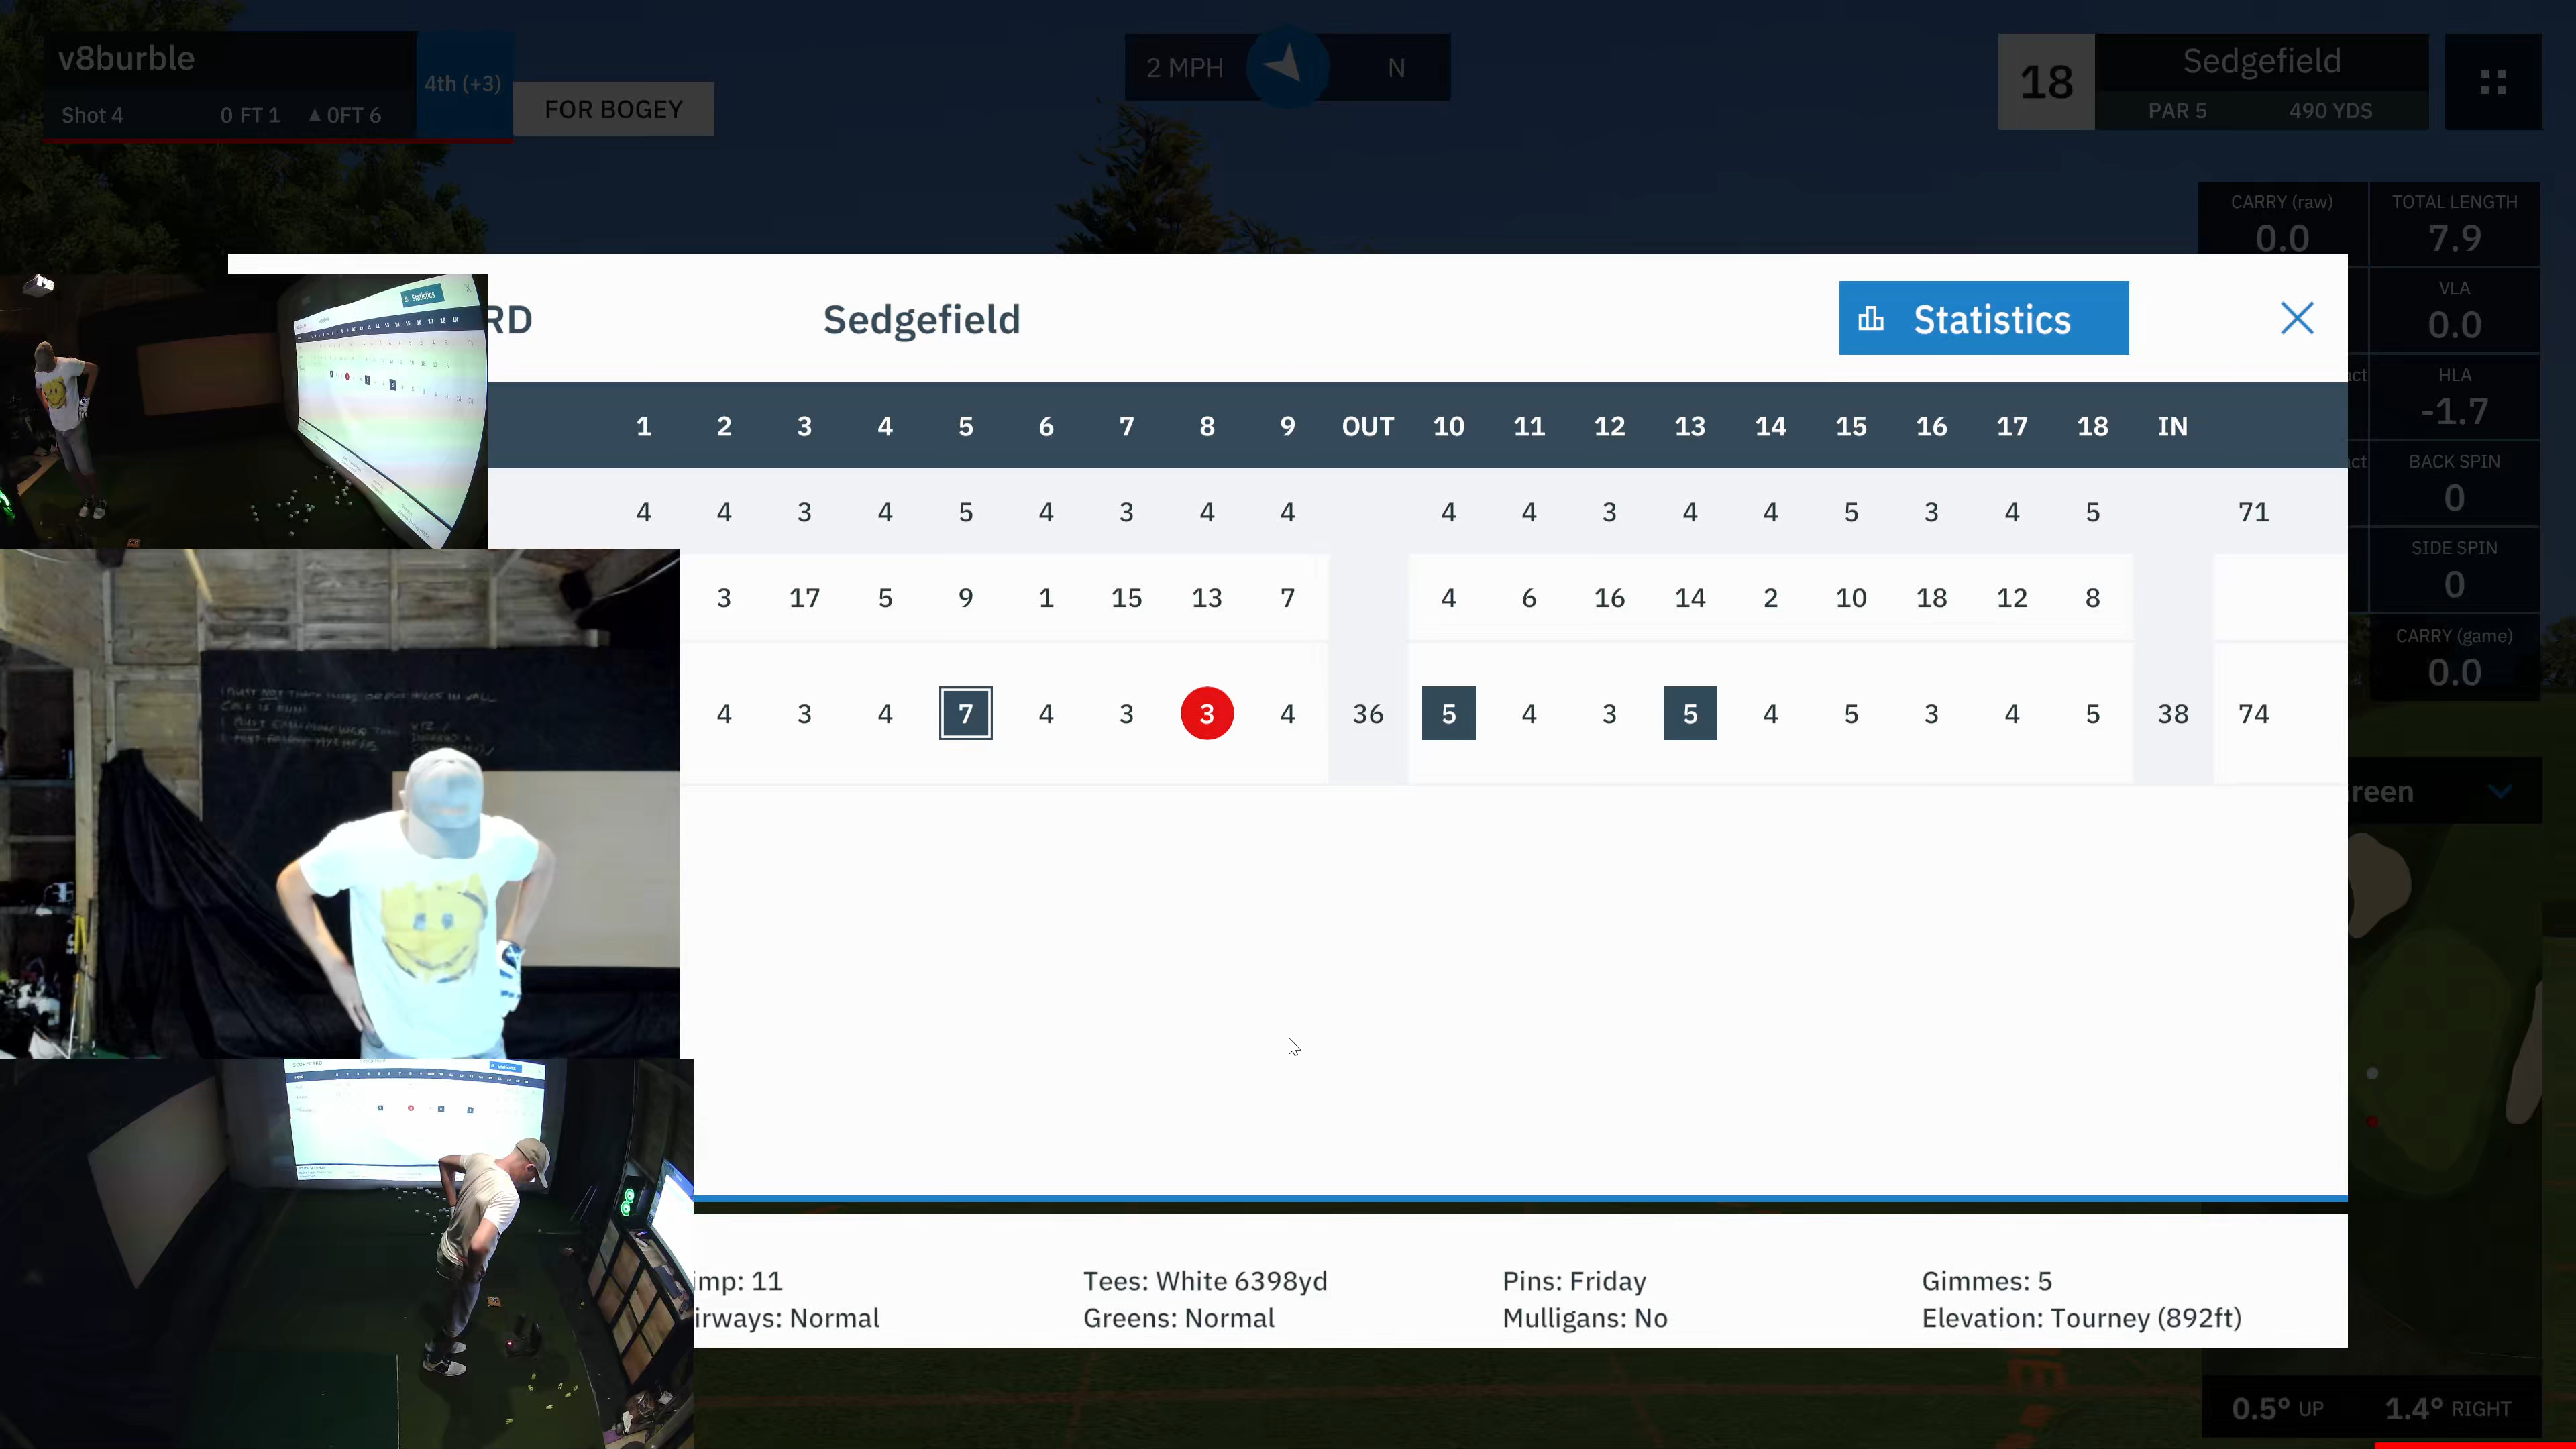 v8burble
Shot 4 0 FT 1 ▲0FT 6
4th (+3)
FOR BOGEY
2 MPH N
18 Sedgefield
PAR 5 490 YDS
CARRY (raw) TOTAL LENGTH
0.0 7.9
VLA
0.0
HLA
-1.7
BACK SPIN
0
SIDE SPIN
0
CARRY (game)
0.0
RD Sedgefield Statistics
1 2 3 4 5 6 7 8 9 OUT 10 11 12 13 14 15 16 17 18 IN
4 4 3 4 5 4 3 4 4 4 4 3 4 4 5 3 4 5 71
3 17 5 9 1 15 13 7 4 6 16 14 2 10 18 12 8
4 3 4 7 4 3 3 4 36 5 4 3 5 4 5 3 4 5 38 74
reen
imp: 11 Tees: White 6398yd Pins: Friday Gimmes: 5
irways: Normal Greens: Normal Mulligans: No Elevation: Tourney (892ft)
0.5° UP 1.4° RIGHT